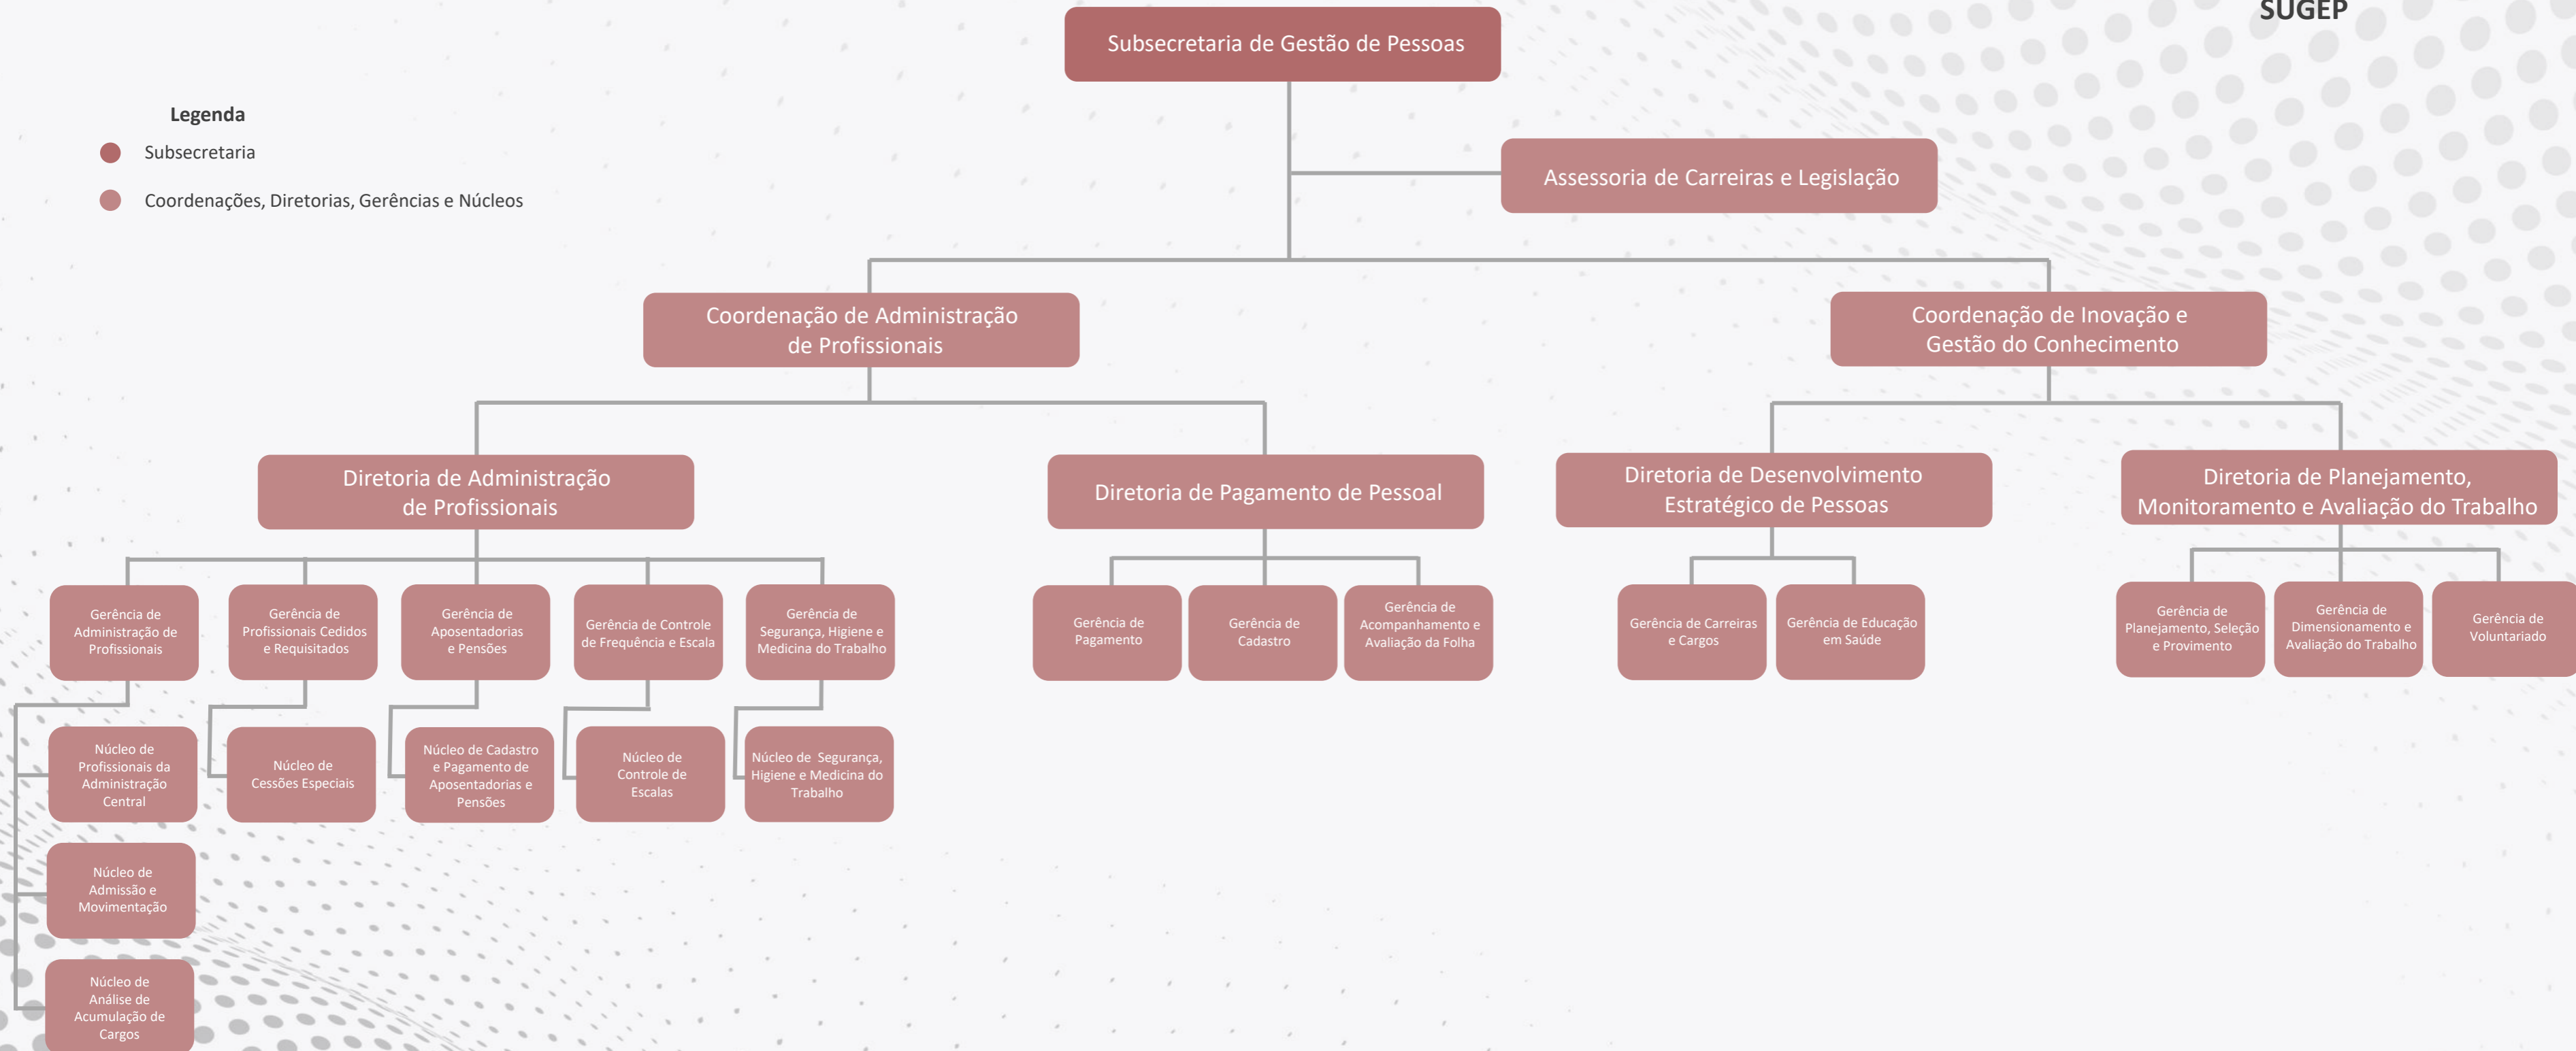 SUGEP
Subsecretaria de Gestão de Pessoas
Legenda
Subsecretaria
Coordenações, Diretorias, Gerências e Núcleos
Assessoria de Carreiras e Legislação
Coordenação de Administração
de Profissionais
Coordenação de Inovação e
Gestão do Conhecimento
Diretoria de Administração
de Profissionais
Diretoria de Pagamento de Pessoal
Diretoria de Desenvolvimento
Estratégico de Pessoas
Diretoria de Planejamento,
Monitoramento e Avaliação do Trabalho
Gerência de
Administração de
Profissionais
Gerência de
Profissionais Cedidos
e Requisitados
Gerência de
Aposentadorias
e Pensões
Gerência de Controle
de Frequência e Escala
Gerência de
Segurança, Higiene e
Medicina do Trabalho
Gerência de
Pagamento
Gerência de
Cadastro
Gerência de
Acompanhamento e
Avaliação da Folha
Gerência de Carreiras
e Cargos
Gerência de Educação
em Saúde
Gerência de
Planejamento, Seleção
e Provimento
Gerência de
Dimensionamento e
Avaliação do Trabalho
Gerência de
Voluntariado
Núcleo de
Profissionais da
Administração
Central
Núcleo de
Cessões Especiais
Núcleo de Cadastro
e Pagamento de
Aposentadorias e
Pensões
Núcleo de
Controle de
Escalas
Núcleo de Segurança,
Higiene e Medicina do
Trabalho
Núcleo de
Admissão e
Movimentação
Núcleo de
Análise de
Acumulação de
Cargos